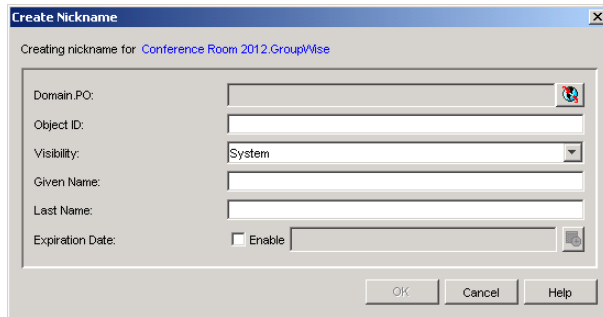 Create Nickname
Creating nickname for Conference Room 2012.GroupWise
Domain.PO:
Object ID:
Visibility: System
Given Name:
Last Name:
Expiration Date: Enable
OK Cancel Help